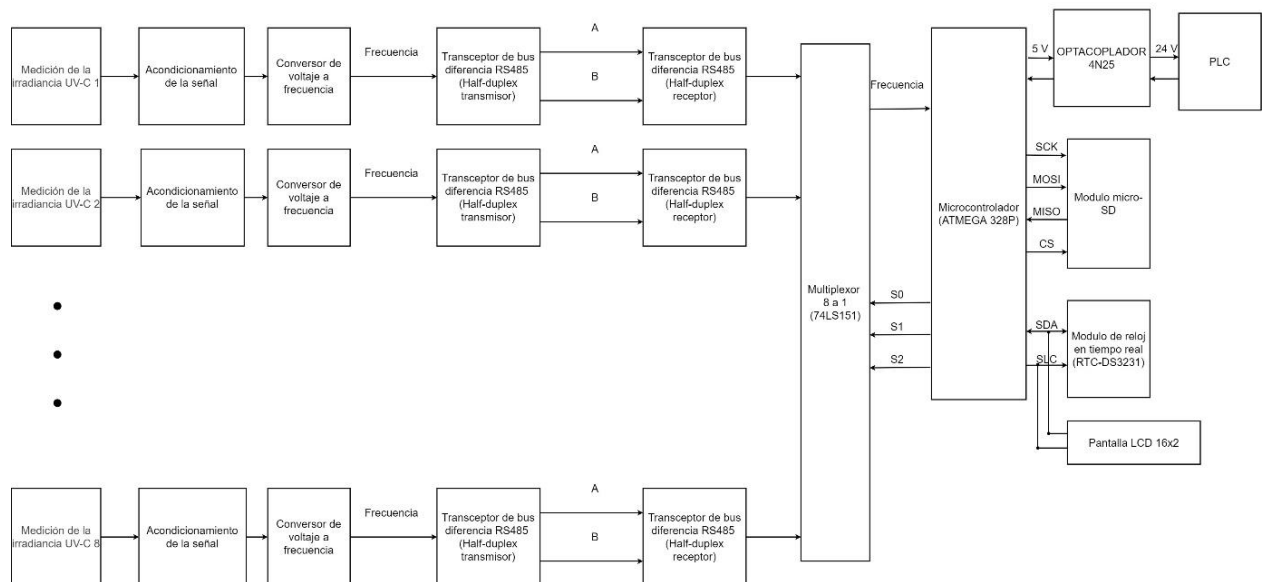 Medición de la
irradiancia UV-C 1
Acondicionamiento
de la señal
Conversor de
voltaje a
frecuencia
Frecuencia
Transceptor de bus
diferencia RS485
(Half-duplex
transmisor)
A
B
Transceptor de bus
diferencia RS485
(Half-duplex
receptor)
Medición de la
irradiancia UV-C 2
Acondicionamiento
de la señal
Conversor de
voltaje a
frecuencia
Frecuencia
Transceptor de bus
diferencia RS485
(Half-duplex
transmisor)
A
B
Transceptor de bus
diferencia RS485
(Half-duplex
receptor)
Medición de la
irradiancia UV-C 8
Acondicionamiento
de la señal
Conversor de
voltaje a
frecuencia
Frecuencia
Transceptor de bus
diferencia RS485
(Half-duplex
transmisor)
A
B
Transceptor de bus
diferencia RS485
(Half-duplex
receptor)
Multiplexor
8 a 1
(74LS151)
Frecuencia
S0
S1
S2
Microcontrolador
(ATMEGA 328P)
5 V
OPTACOPLADOR
4N25
24 V
PLC
SCK
MOSI
MISO
CS
Modulo micro-
SD
SDA
SLC
Modulo de reloj
en tiempo real
(RTC-DS3231)
Pantalla LCD 16x2